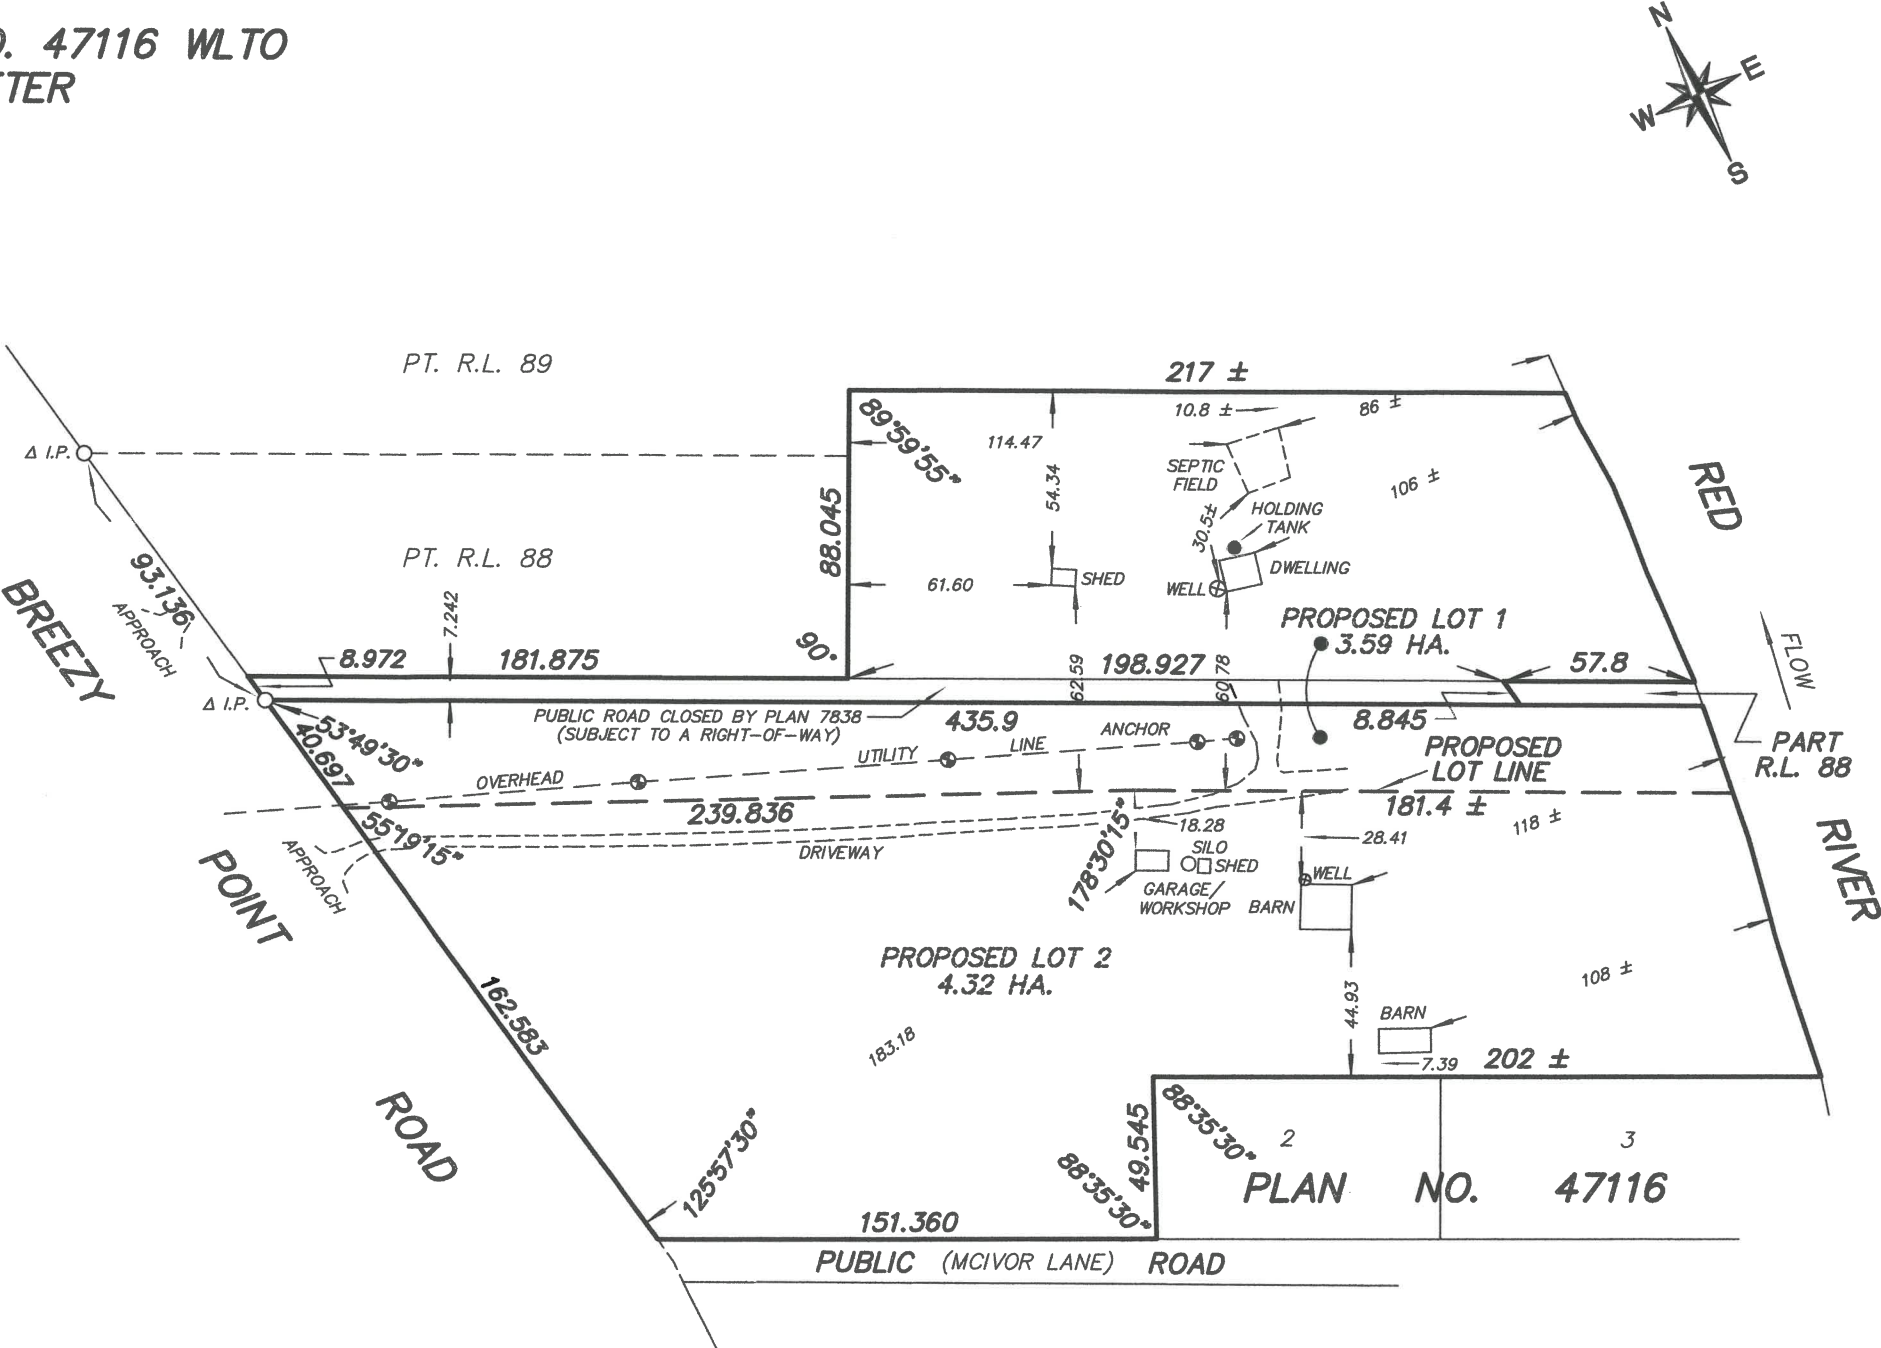 47116 WLTO
TER
N
E
W
S
PT. R.L. 89
217 ±
10.8 ±
86 ±
89°59'55"
114.47
54.34
SEPTIC
FIELD
106 ±
RED
Δ I.P.
88.045
30.5±
HOLDING
TANK
PT. R.L. 88
93.136
61.60
SHED
WELL
DWELLING
BREEZY
APPROACH
7.242
PROPOSED LOT 1
3.59 HA.
FLOW
90°
8.972
181.875
62.59
198.927
60.78
57.8
Δ I.P.
PUBLIC ROAD CLOSED BY PLAN 7838
(SUBJECT TO A RIGHT-OF-WAY)
435.9
8.845
53°49'30"
40.697
OVERHEAD
UTILITY
LINE
ANCHOR
PROPOSED
LOT LINE
PART
R.L. 88
239.836
181.4 ±
118 ±
55°19'15"
178°30'15"
18.28
28.41
DRIVEWAY
SILO
SHED
WELL
APPROACH
GARAGE/
WORKSHOP
BARN
RIVER
POINT
PROPOSED LOT 2
4.32 HA.
108 ±
162.583
183.18
44.93
BARN
7.39
202 ±
ROAD
125°57'30"
49.545
88°35'30"
88°35'30"
2
3
PLAN NO. 47116
151.360
PUBLIC (MCIVOR LANE) ROAD